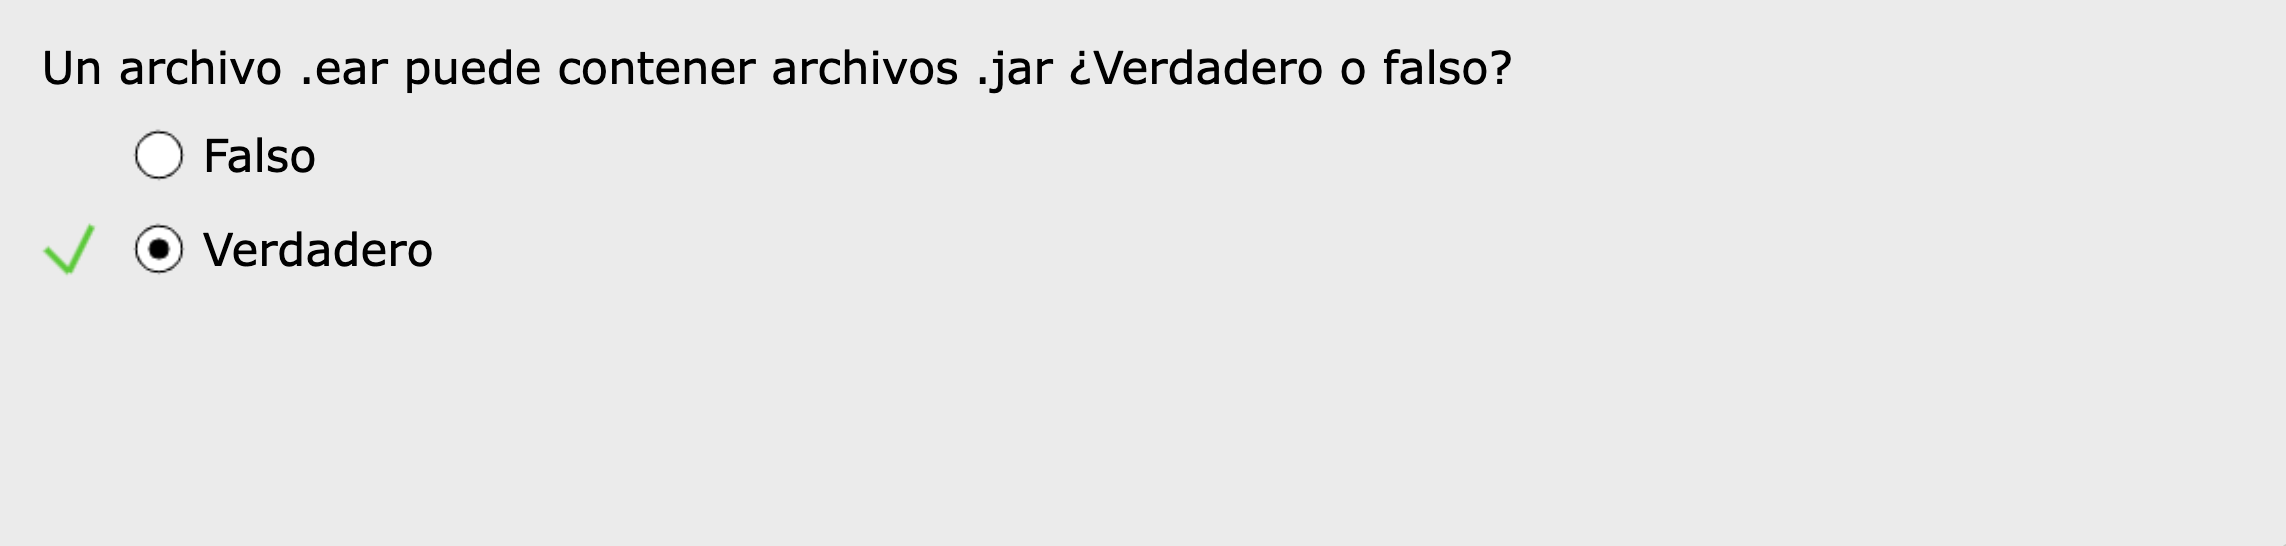 Un archivo .ear puede contener archivos .jar ¿Verdadero o falso?
Falso
Verdadero